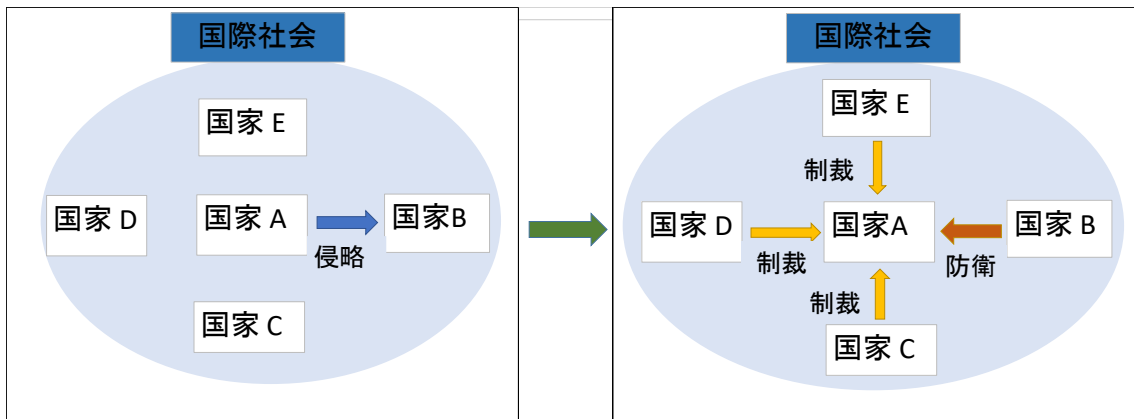 国際社会
国家 E
国家 D
国家 A
国家B
侵略
国家 C
国際社会
国家 E
制裁
国家 D
国家A
国家 B
制裁
防衛
制裁
国家 C